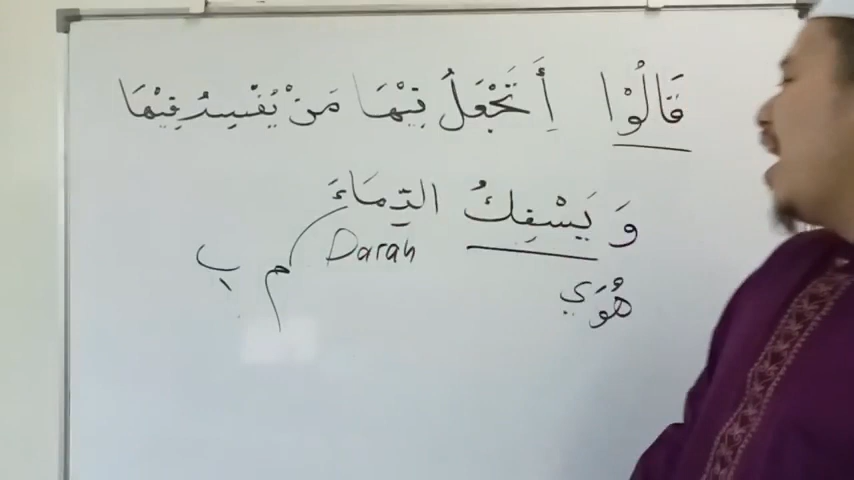 قَالُوْا أَتَجْعَلُ فِيْهَا مَنْ يُفْسِدُ فِيْهَا
وَ يَسْفِكُ الدِّمَاءَ
Darah م ب
هُوَي